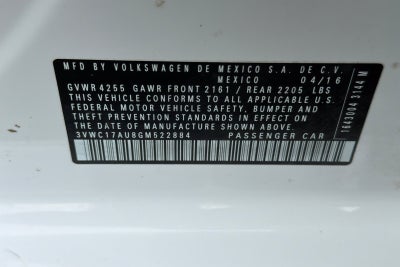 MFD BY VOLKSWAGEN DE MEXICO S.A. DE C.V.
MEXICO 04/16
GVWR 4255 GAWR FRONT 2161 / REAR 2205 LBS
THIS VEHICLE CONFORMS TO ALL APPLICABLE U.S.
FEDERAL MOTOR VEHICLE SAFETY, BUMPER AND
THEFT PREVENTION STANDARDS IN EFFECT ON THE
DATE OF MANUFACTURE SHOWN ABOVE.
3VWC17AU8GM522884 PASSENGER CAR
1643004 3144 M